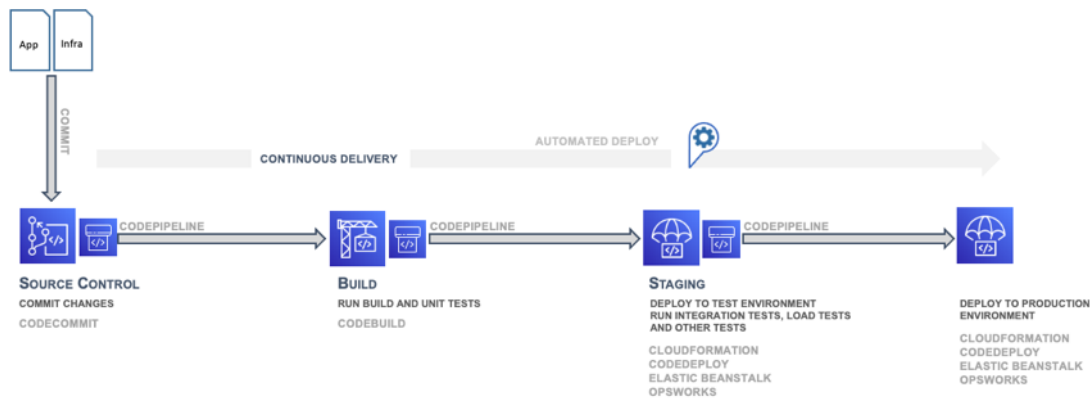 App
Infra
COMMIT
AUTOMATED DEPLOY
CONTINUOUS DELIVERY
CODEPIPELINE
CODEPIPELINE
CODEPIPELINE
SOURCE CONTROL
COMMIT CHANGES
CODECOMMIT
BUILD
RUN BUILD AND UNIT TESTS
CODEBUILD
STAGING
DEPLOY TO TEST ENVIRONMENT
RUN INTEGRATION TESTS, LOAD TESTS
AND OTHER TESTS
CLOUDFORMATION
CODEDEPLOY
ELASTIC BEANSTALK
OPSWORKS
DEPLOY TO PRODUCTION
ENVIRONMENT
CLOUDFORMATION
CODEDEPLOY
ELASTIC BEANSTALK
OPSWORKS